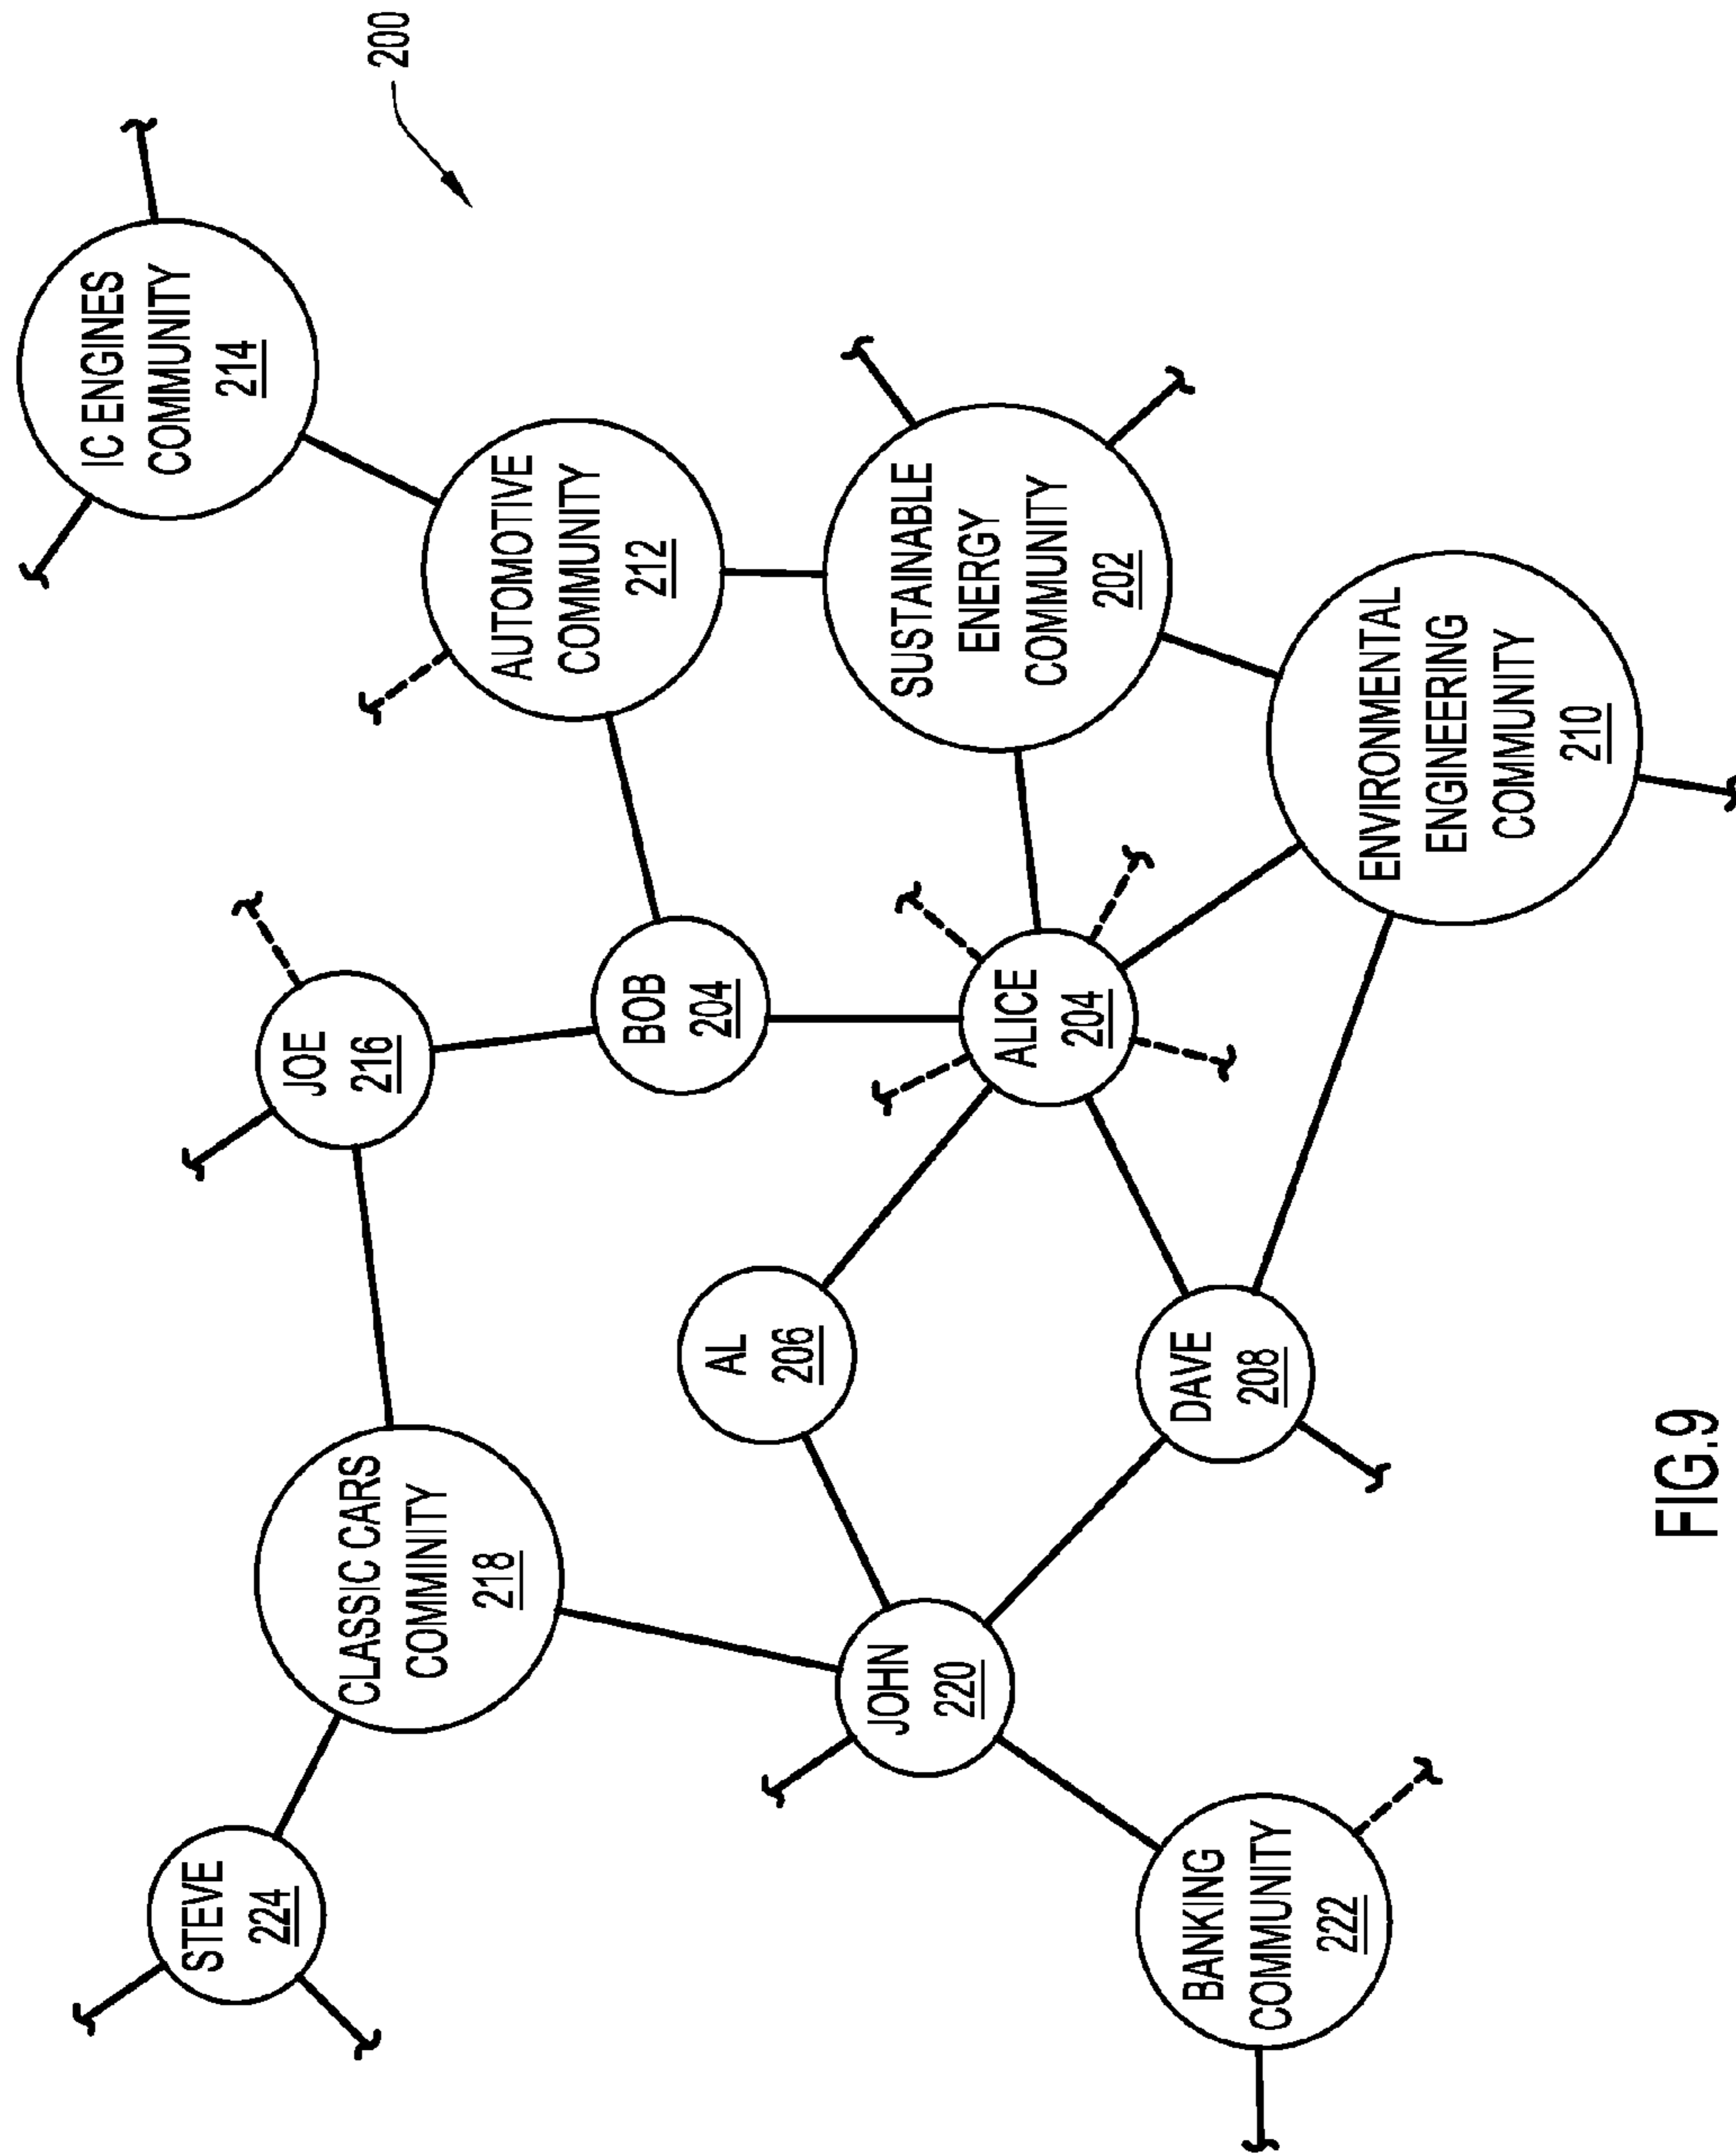 200
IC ENGINES
COMMUNITY
214
AUTOMOTIVE
COMMUNITY
212
SUSTAINABLE
ENERGY
COMMUNITY
202
ENVIRONMENTAL
ENGINEERING
COMMUNITY
210
JOE
216
BOB
204
ALICE
204
AL
206
DAVE
208
CLASSIC CARS
COMMINITY
218
JOHN
220
STEVE
224
BANKING
COMMUNITY
222
FIG.9